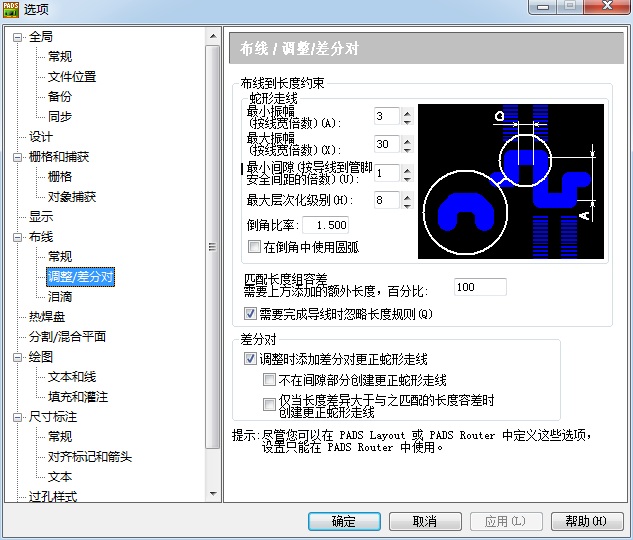 PADS
选项
全局
常规
文件位置
备份
同步
设计
栅格和捕获
栅格
对象捕获
显示
布线
常规
调整/差分对
泪滴
热焊盘
分割/混合平面
绘图
文本和线
填充和灌注
尺寸标注
常规
对齐标记和箭头
文本
过孔样式
布线 / 调整/差分对
布线到长度约束
蛇形走线
最小振幅
(按线宽倍数)(A): 3
最大振幅
(按线宽倍数)(X): 30
最小间隙(按导线到管脚
安全间距的倍数)(U): 1
最大层次化级别(H): 8
倒角比率: 1.500
在倒角中使用圆弧
G
A
匹配长度组容差
需要上方添加的额外长度，百分比: 100
需要完成导线时忽略长度规则(Q)
差分对
调整时添加差分对更正蛇形走线
不在间隙部分创建更正蛇形走线
仅当长度差异大于与之匹配的长度容差时
创建更正蛇形走线
提示:尽管您可以在 PADS Layout 或 PADS Router 中定义这些选项，
设置只能在 PADS Router 中使用。
确定
取消
应用(L)
帮助(H)